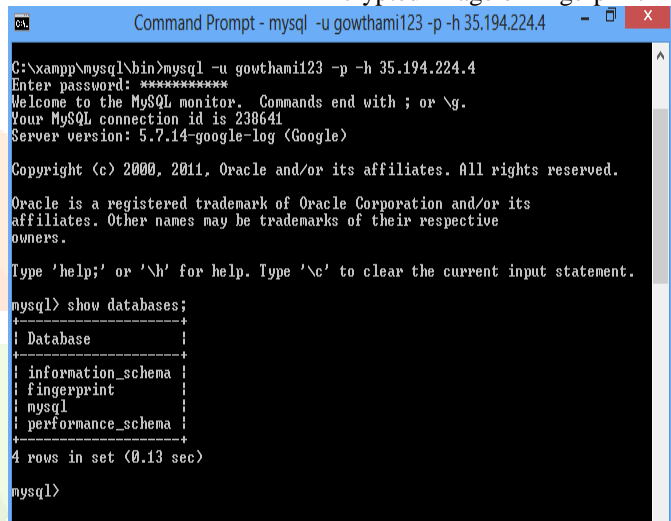 Command Prompt - mysql -u gowthami123 -p -h 35.194.224.4
C:\xampp\mysql\bin>mysql -u gowthami123 -p -h 35.194.224.4
Enter password: ***********
Welcome to the MySQL monitor.  Commands end with ; or \g.
Your MySQL connection id is 238641
Server version: 5.7.14-google-log (Google)
Copyright (c) 2000, 2011, Oracle and/or its affiliates. All rights reserved.
Oracle is a registered trademark of Oracle Corporation and/or its
affiliates. Other names may be trademarks of their respective
owners.
Type 'help;' or '\h' for help. Type '\c' to clear the current input statement.
mysql> show databases;
+--------------------+
| Database           |
+--------------------+
| information_schema |
| fingerprint        |
| mysql              |
| performance_schema |
+--------------------+
4 rows in set (0.13 sec)
mysql>